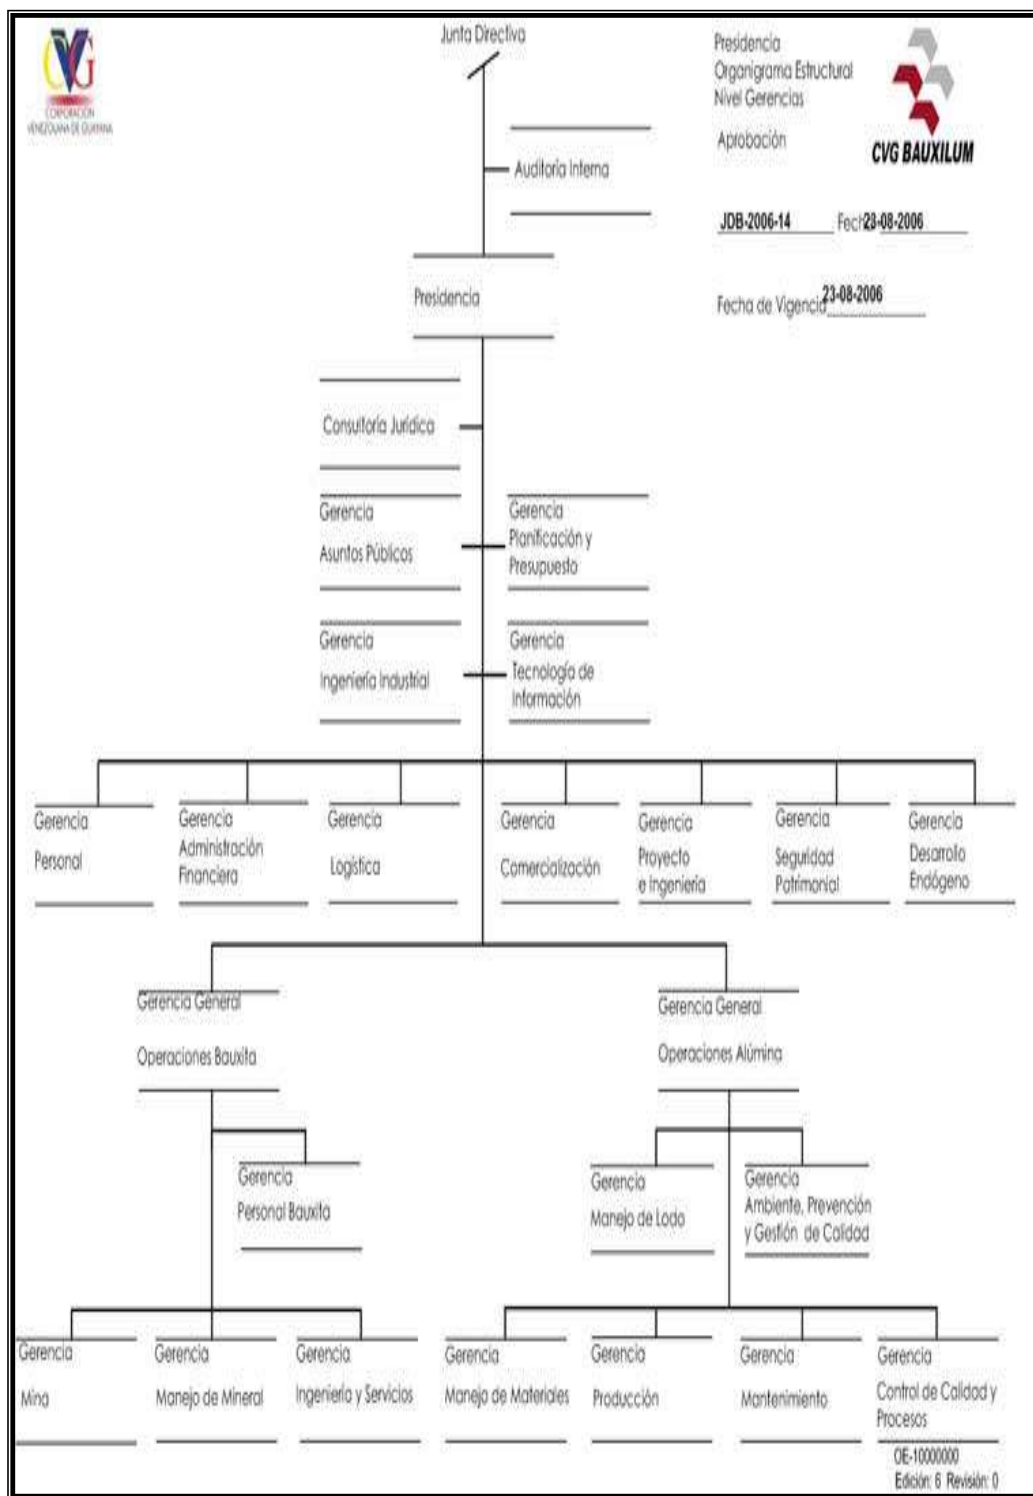 CVG
CORPORACIÓN
VENEZOLANA DE GUAYANA
Junta Directiva
Presidencia
Organigrama Estructural
Nivel Gerencias
Aprobación
CVG BAUXILUM
JDB-2006-14 Fecha 23-08-2006
Fecha de Vigencia 23-08-2006
Auditoría Interna
Presidencia
Consultoría Jurídica
Gerencia
Asuntos Públicos
Gerencia
Planificación y
Presupuesto
Gerencia
Ingeniería Industrial
Gerencia
Tecnología de
Información
Gerencia
Personal
Gerencia
Administración
Financiera
Gerencia
Logística
Gerencia
Comercialización
Gerencia
Proyecto
e Ingeniería
Gerencia
Seguridad
Patrimonial
Gerencia
Desarrollo
Endógeno
Gerencia General
Operaciones Bauxita
Gerencia General
Operaciones Alúmina
Gerencia
Personal Bauxita
Gerencia
Manejo de Lodo
Gerencia
Ambiente, Prevención
y Gestión de Calidad
Gerencia
Mina
Gerencia
Manejo de Mineral
Gerencia
Ingeniería y Servicios
Gerencia
Manejo de Materiales
Gerencia
Producción
Gerencia
Mantenimiento
Gerencia
Control de Calidad y
Procesos
OE-10000000
Edición: 6 Revisión: 0